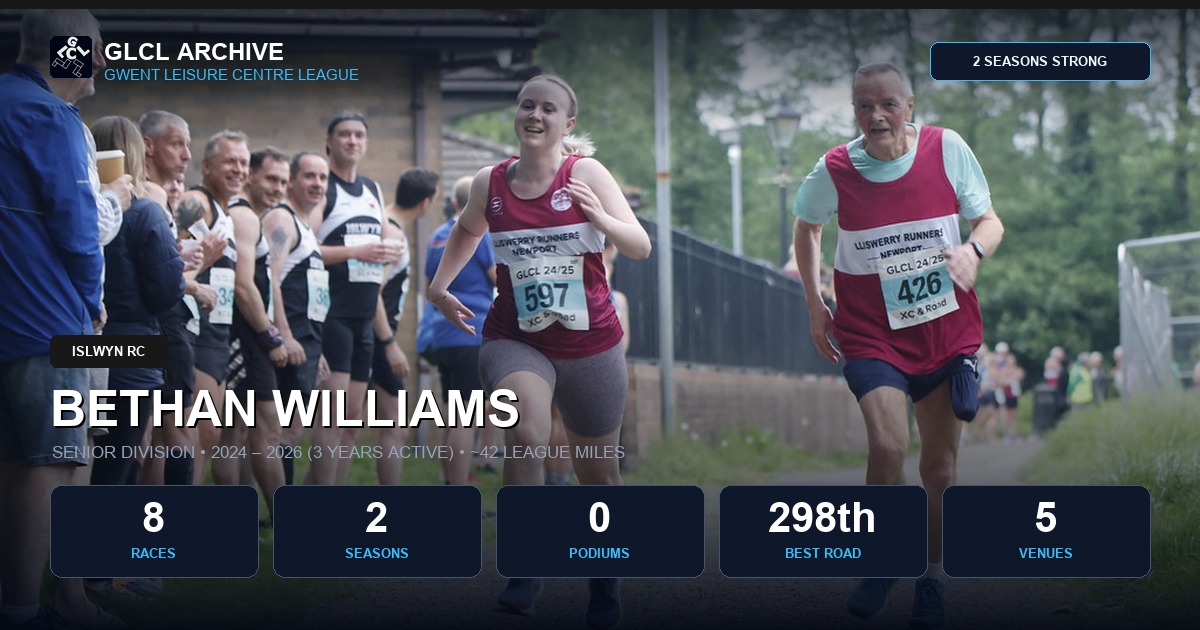 GLCL ARCHIVE
GWENT LEISURE CENTRE LEAGUE
2 SEASONS STRONG
LLISWERRY RUNNERS
NEWPORT
GLCL 24/25
597
XC & Road
LLISWERRY RUNNERS
NEWPORT
GLCL 24/25
426
XC & Road
ISLWYN
ISLWYN RC
BETHAN WILLIAMS
SENIOR DIVISION • 2024 – 2026 (3 YEARS ACTIVE) • ~42 LEAGUE MILES
8
RACES
2
SEASONS
0
PODIUMS
298th
BEST ROAD
5
VENUES